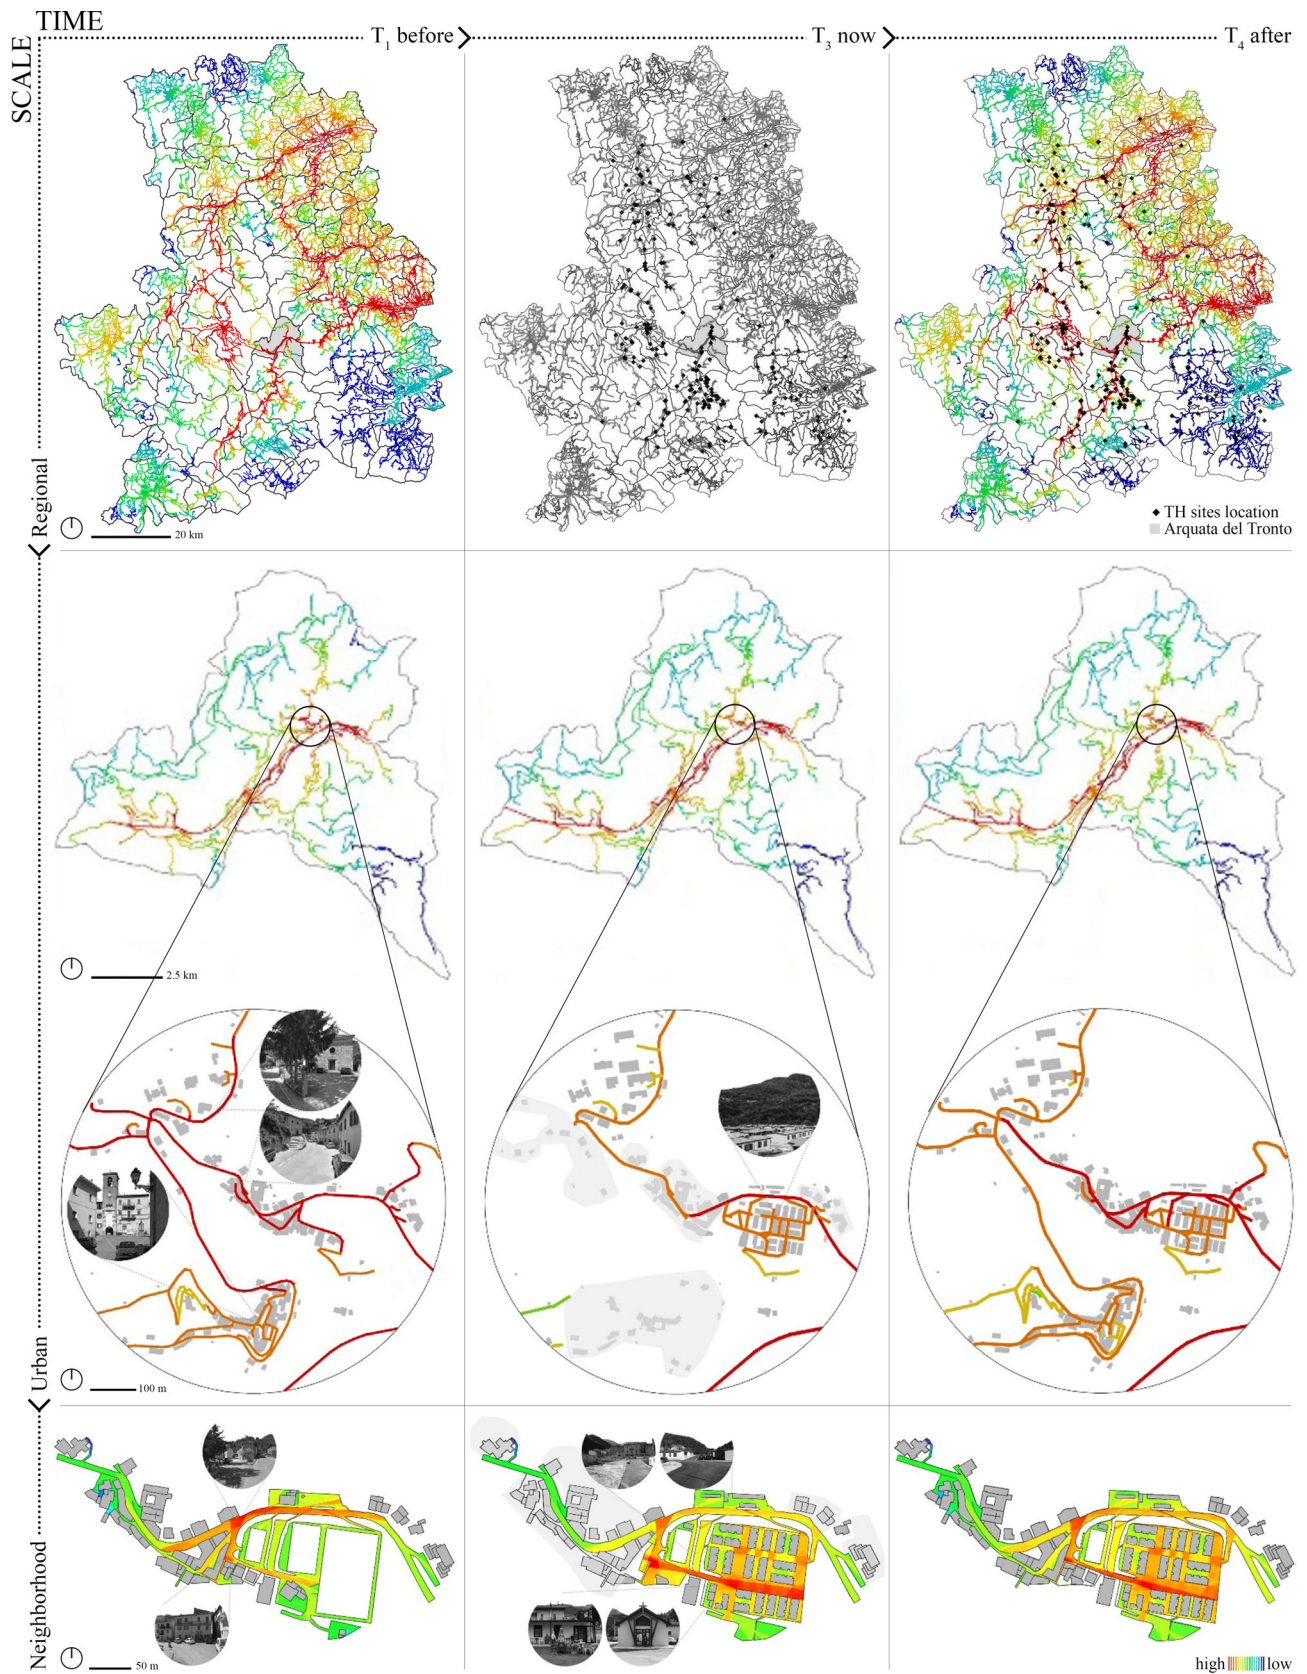 TIME
SCALE
T1 before
T3 now
T4 after
Regional
20 km
TH sites location
Arquata del Tronto
2.5 km
Urban
100 m
Neighborhood
50 m
high low